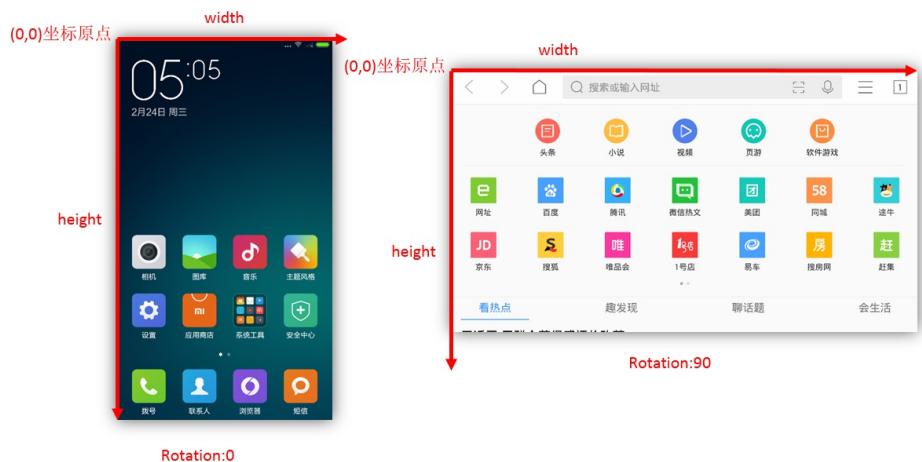 width
(0,0)坐标原点
05:05
2月24日 周三
height
相机
图库
音乐
主题风格
设置
mi
应用商店
系统工具
安全中心
拨号
联系人
浏览器
短信
Rotation:0
width
(0,0)坐标原点
搜索或输入网址
1
头条
小说
视频
页游
软件游戏
e
团
58
网址
百度
腾讯
微信热文
美团
同城
途牛
height
JD
S
唯
1号店
房
赶
京东
搜狐
唯品会
1号店
易车
搜房网
赶集
看热点
趣发现
聊话题
会生活
Rotation:90